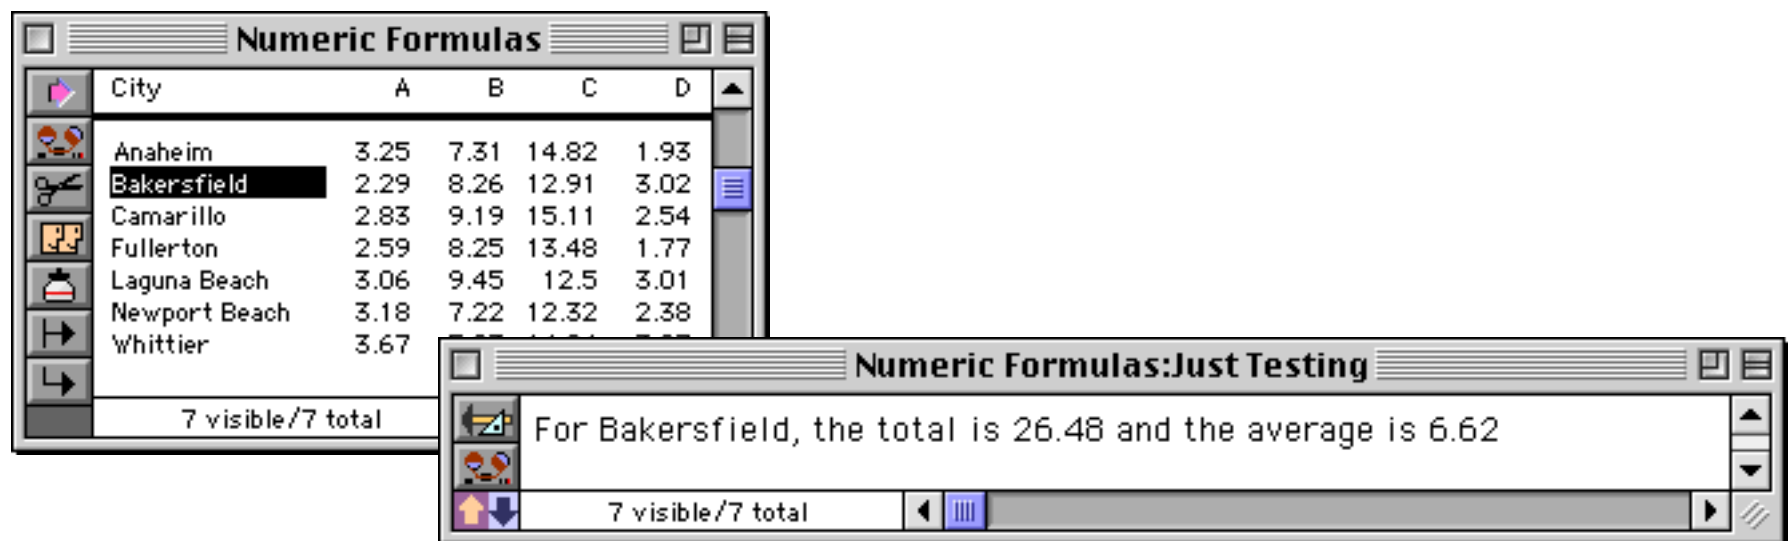 Numeric Formulas
City A B C D
Anaheim 3.25 7.31 14.82 1.93
Bakersfield 2.29 8.26 12.91 3.02
Camarillo 2.83 9.19 15.11 2.54
Fullerton 2.59 8.25 13.48 1.77
Laguna Beach 3.06 9.45 12.5 3.01
Newport Beach 3.18 7.22 12.32 2.38
Whittier 3.67
7 visible/7 total
Numeric Formulas:Just Testing
For Bakersfield, the total is 26.48 and the average is 6.62
7 visible/7 total